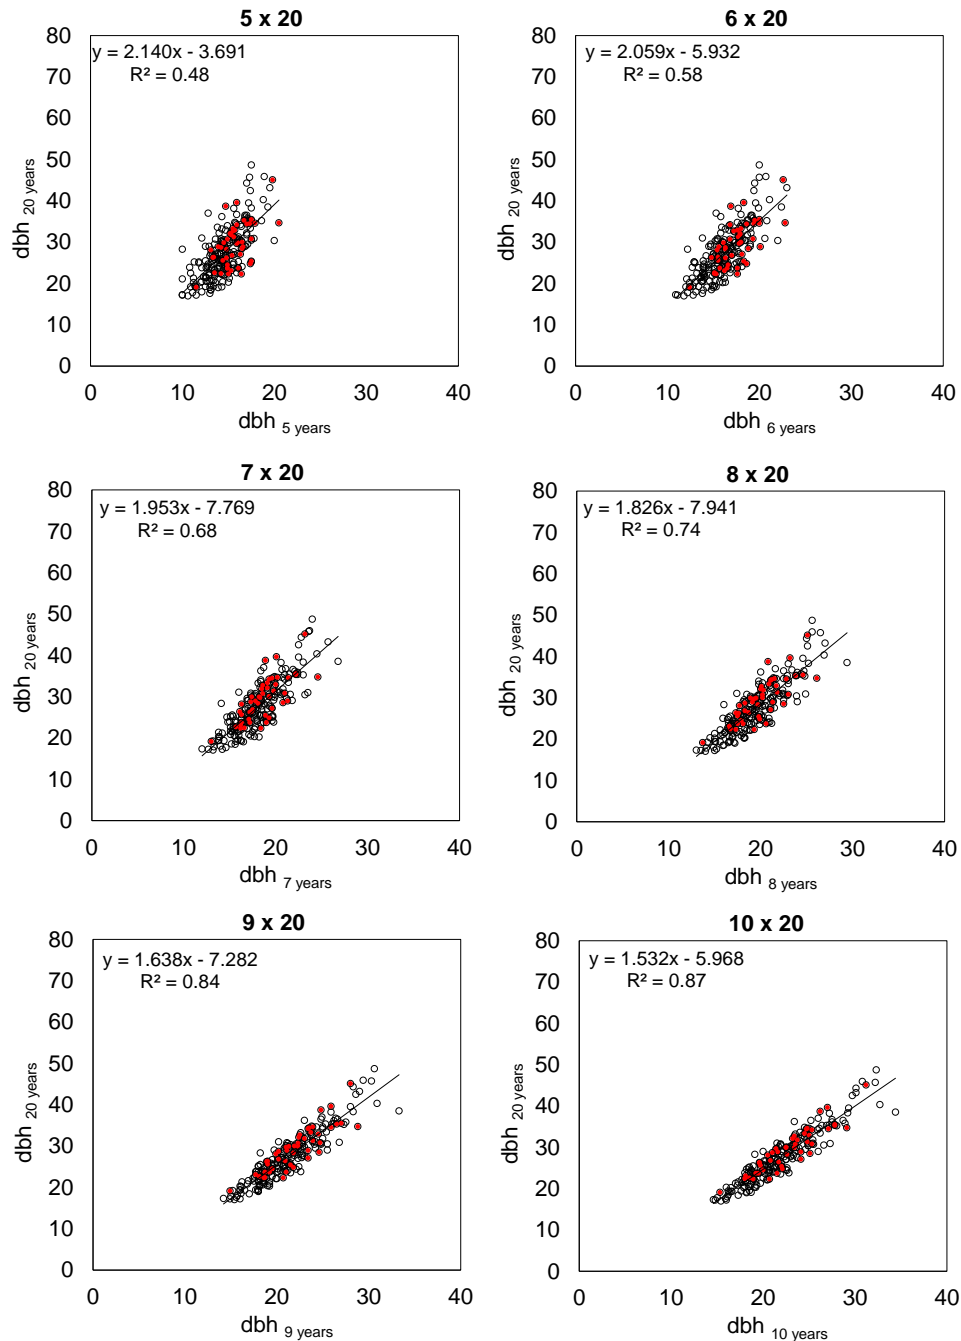 5 x 20
y = 2.140x - 3.691
R² = 0.48
80
70
60
50
40
30
20
10
0
dbh 20 years
0 10 20 30 40
dbh 5 years
6 x 20
y = 2.059x - 5.932
R² = 0.58
80
70
60
50
40
30
20
10
0
dbh 20 years
0 10 20 30 40
dbh 6 years
7 x 20
y = 1.953x - 7.769
R² = 0.68
80
70
60
50
40
30
20
10
0
dbh 20 years
0 10 20 30 40
dbh 7 years
8 x 20
y = 1.826x - 7.941
R² = 0.74
80
70
60
50
40
30
20
10
0
dbh 20 years
0 10 20 30 40
dbh 8 years
9 x 20
y = 1.638x - 7.282
R² = 0.84
80
70
60
50
40
30
20
10
0
dbh 20 years
0 10 20 30 40
dbh 9 years
10 x 20
y = 1.532x - 5.968
R² = 0.87
80
70
60
50
40
30
20
10
0
dbh 20 years
0 10 20 30 40
dbh 10 years